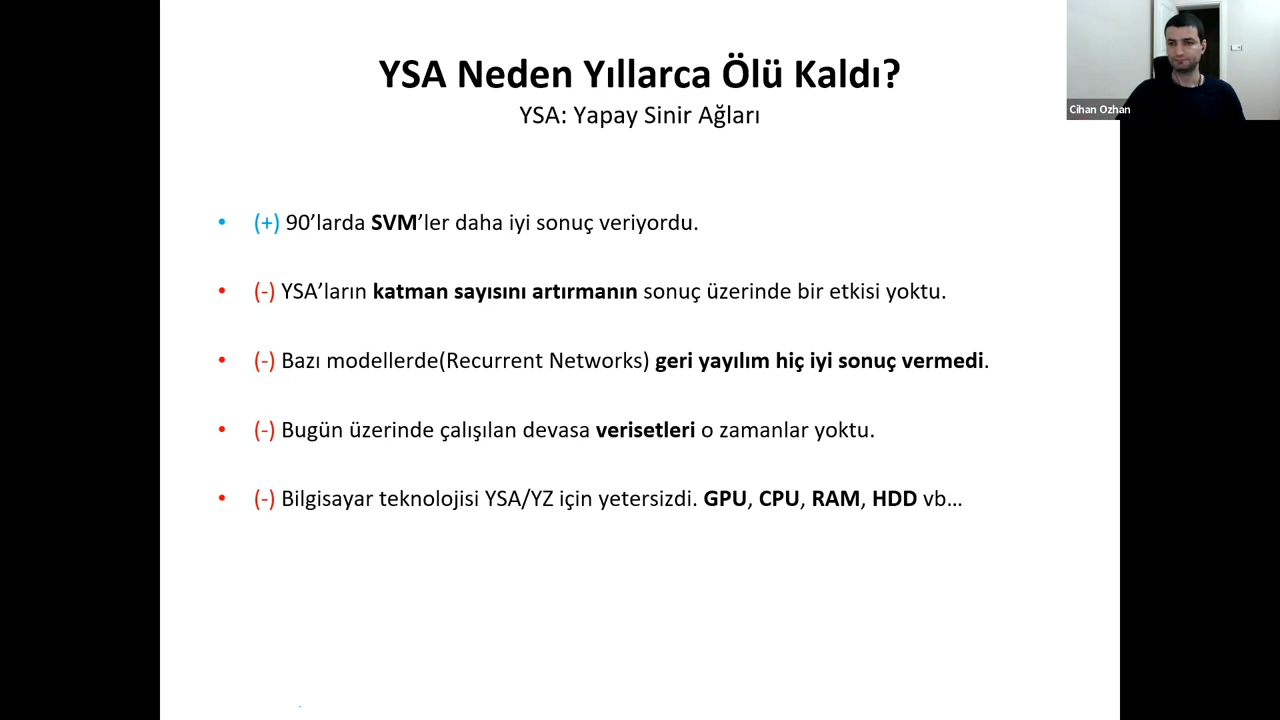 YSA Neden Yıllarca Ölü Kaldı?
YSA: Yapay Sinir Ağları
Cihan Ozhan
• (+) 90’larda SVM’ler daha iyi sonuç veriyordu.
• (-) YSA’ların katman sayısını artırmanın sonuç üzerinde bir etkisi yoktu.
• (-) Bazı modellerde(Recurrent Networks) geri yayılım hiç iyi sonuç vermedi.
• (-) Bugün üzerinde çalışılan devasa verisetleri o zamanlar yoktu.
• (-) Bilgisayar teknolojisi YSA/YZ için yetersizdi. GPU, CPU, RAM, HDD vb…